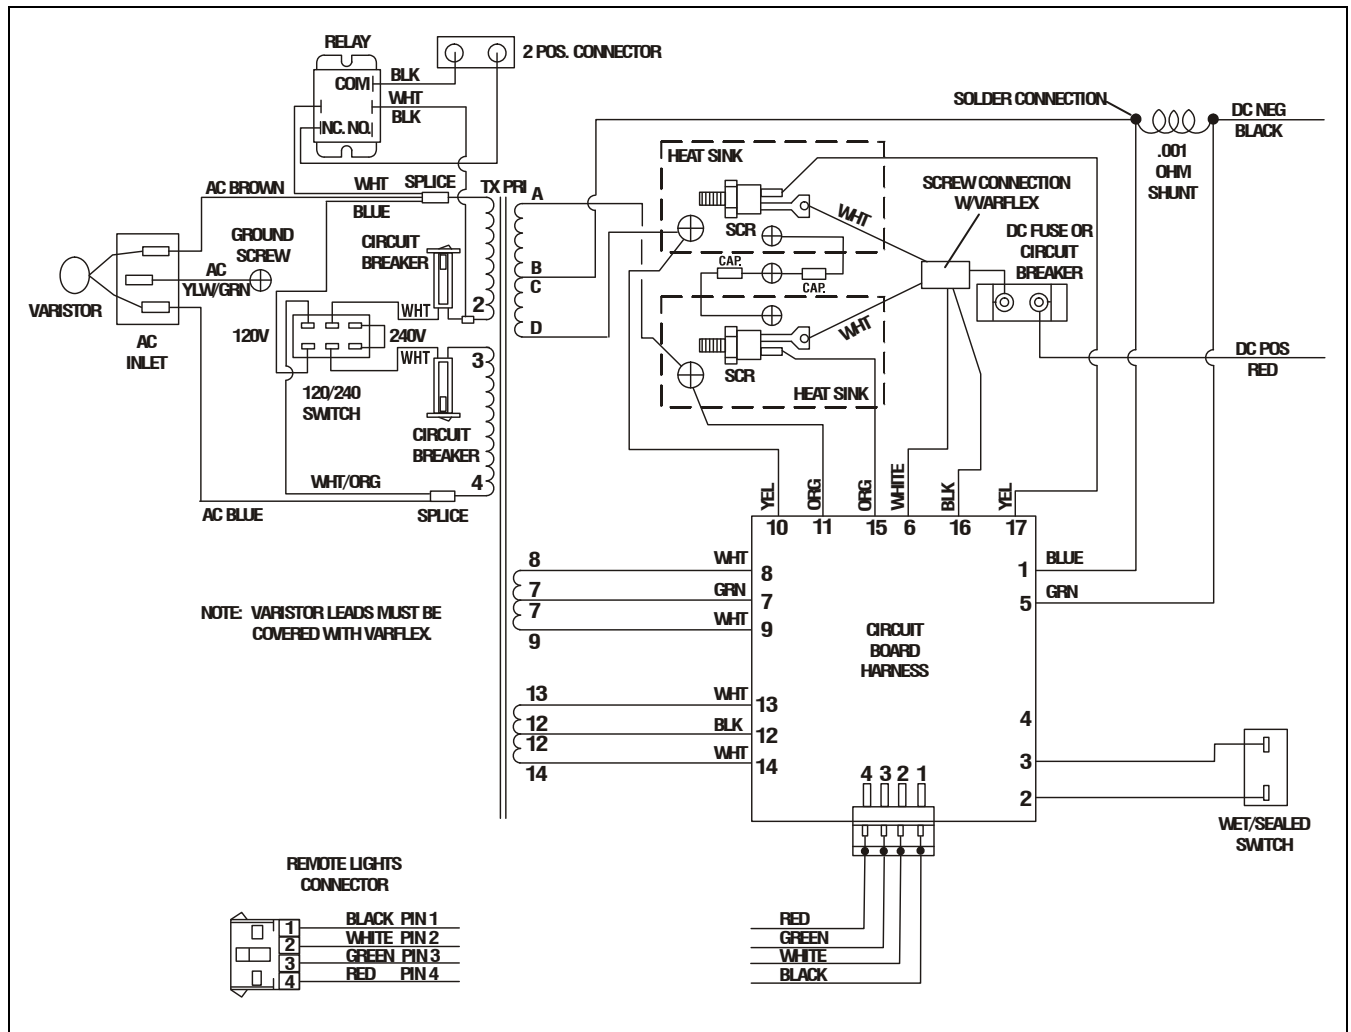 RELAY
2 POS. CONNECTOR
COM
BLK
WHT
BLK
NC. NO.
SOLDER CONNECTION
DC NEG
BLACK
.001
OHM
SHUNT
HEAT SINK
AC BROWN
WHT
SPLICE
TX PRI
A
BLUE
SCREW CONNECTION
W/VARFLEX
WHT
SCR
DC FUSE OR
CIRCUIT
BREAKER
GROUND
SCREW
CIRCUIT
BREAKER
AC
YLW/GRN
B
C
CAP.
CAP.
VARISTOR
WHT
2
120V
240V
D
WHT
AC
INLET
WHT
3
SCR
DC POS
RED
120/240
SWITCH
HEAT SINK
CIRCUIT
BREAKER
WHT/ORG
4
AC BLUE
SPLICE
YEL
ORG
ORG
WHITE
BLK
YEL
10
11
15
6
16
17
8
WHT
8
1
BLUE
7
GRN
7
5
GRN
7
WHT
9
9
NOTE: VARISTOR LEADS MUST BE
COVERED WITH VARFLEX.
CIRCUIT
BOARD
HARNESS
13
WHT
13
12
BLK
12
12
WHT
14
14
4
3
2
4 3 2 1
WET/SEALED
SWITCH
REMOTE LIGHTS
CONNECTOR
1
BLACK PIN 1
2
WHITE PIN 2
3
GREEN PIN 3
4
RED PIN 4
RED
GREEN
WHITE
BLACK